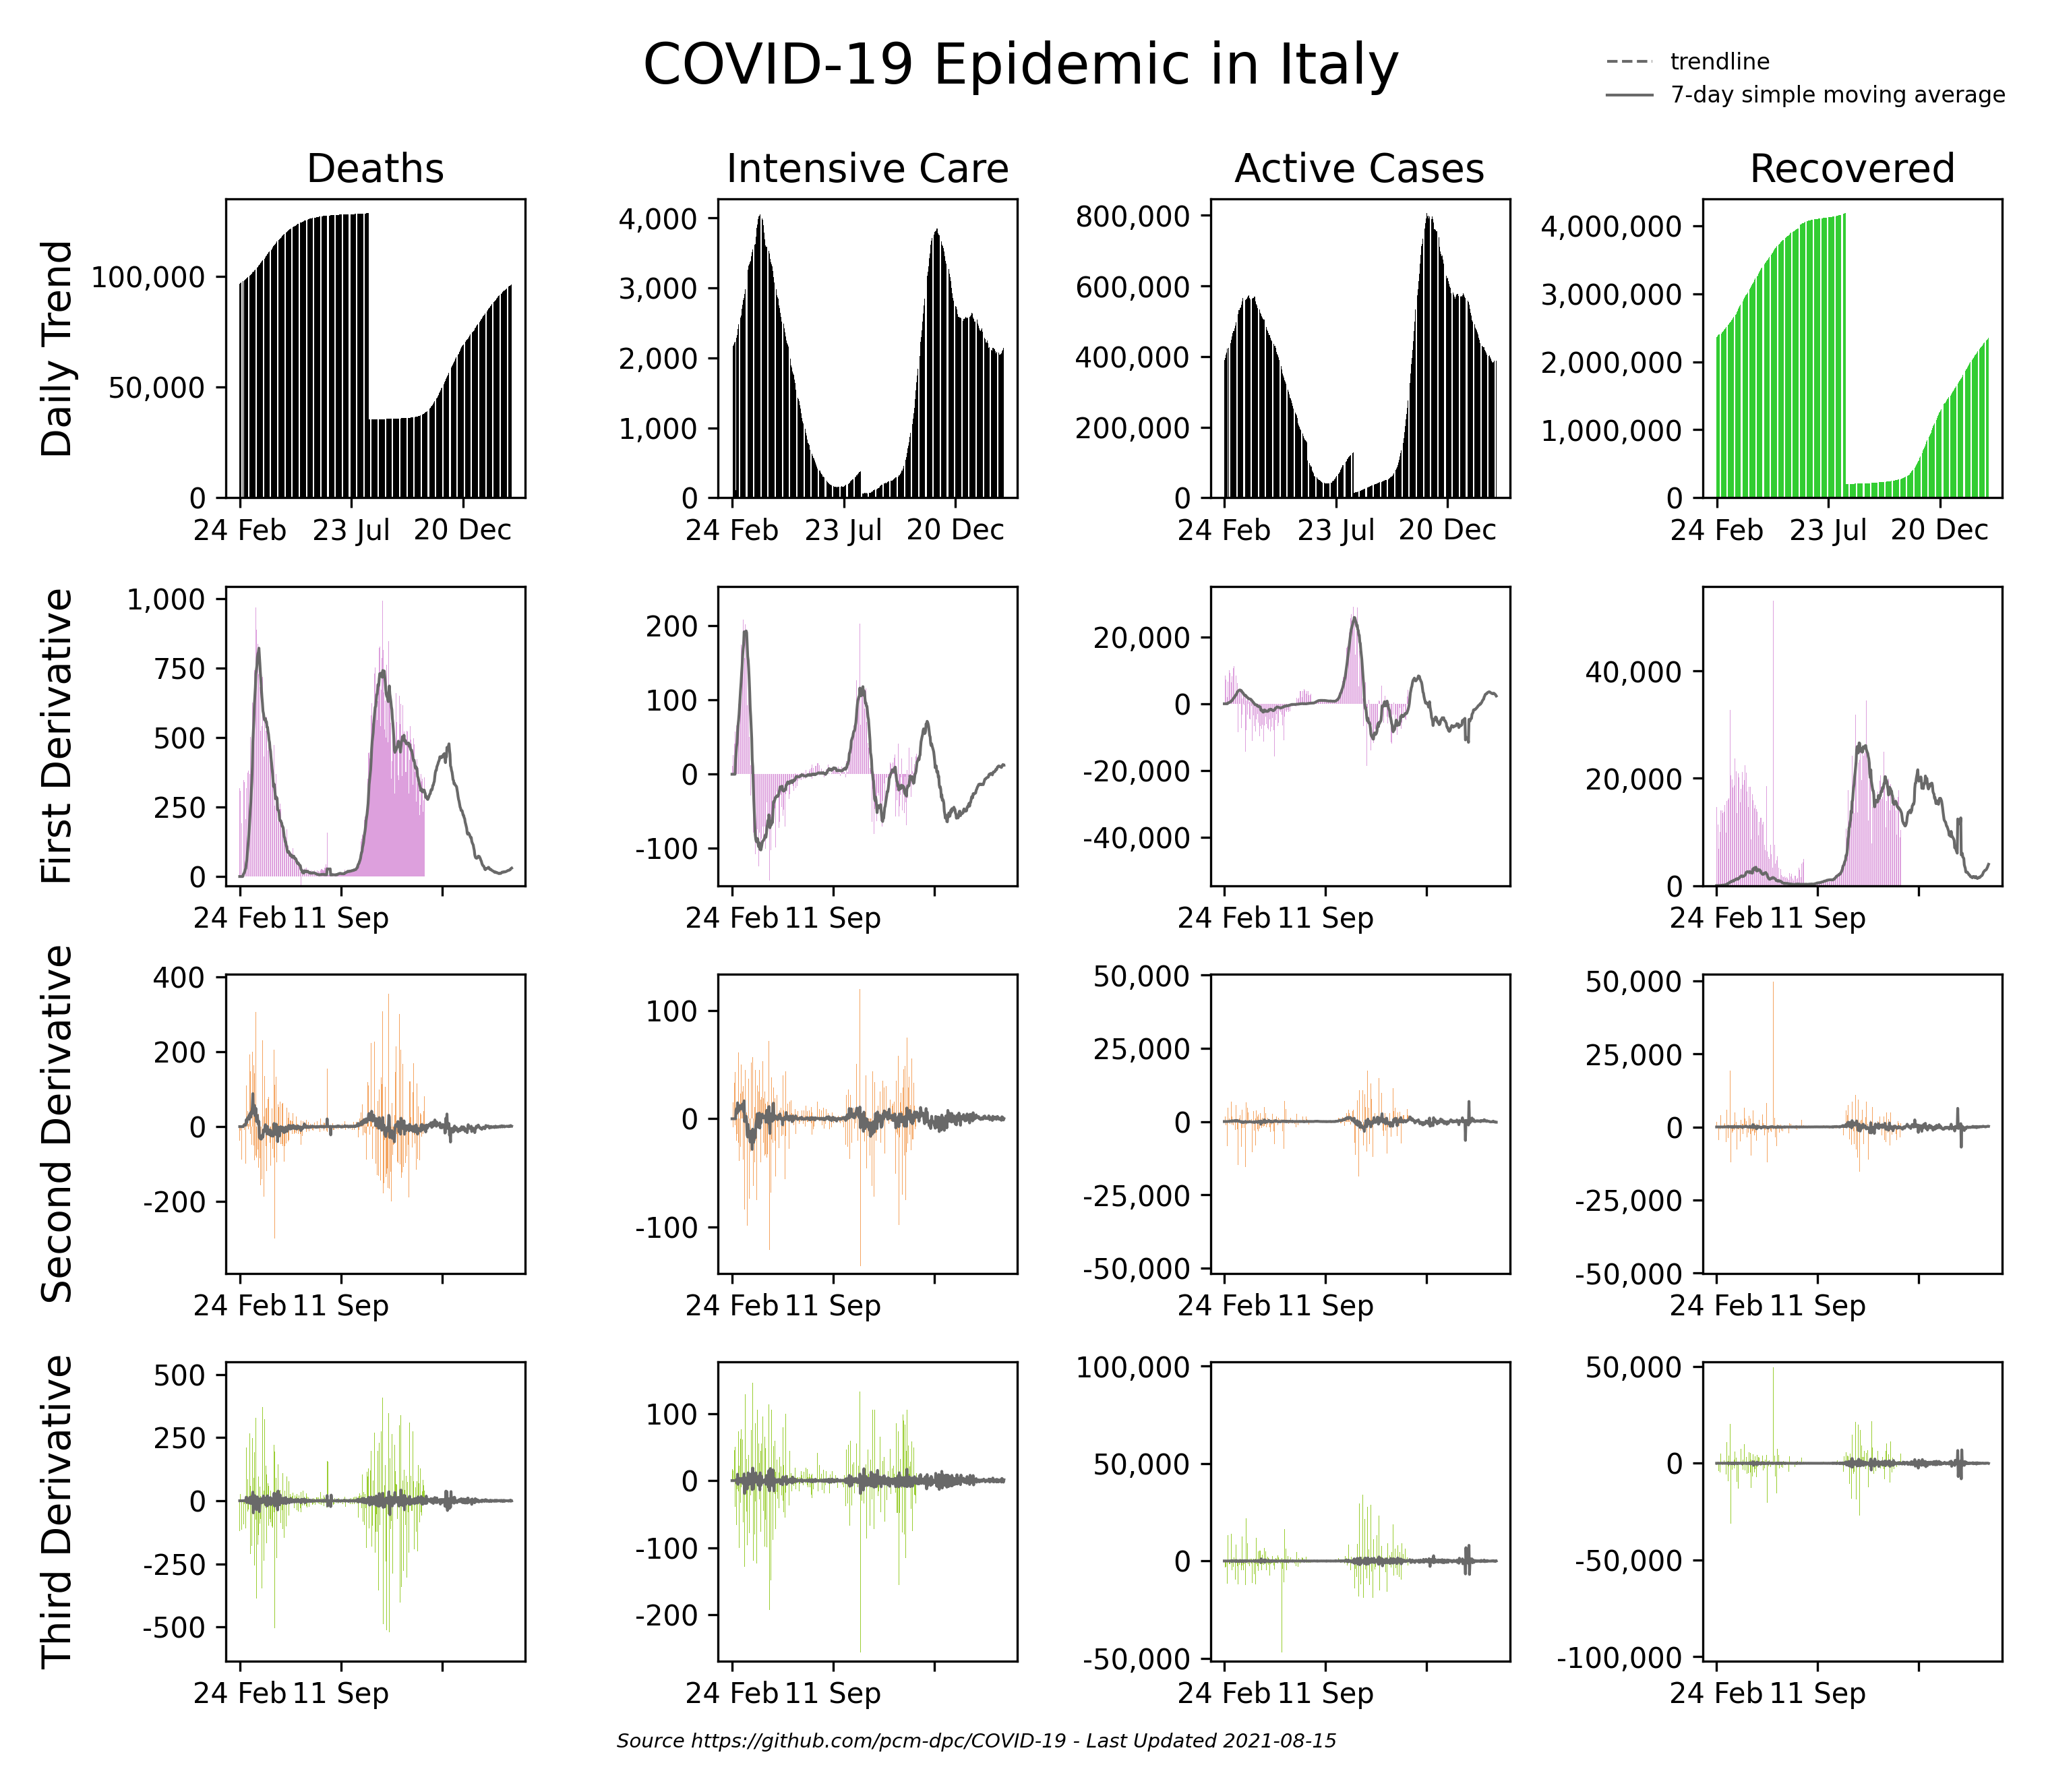 COVID-19 Epidemic in Italy
trendline
7-day simple moving average
Deaths
Intensive Care
Active Cases
Recovered
Daily Trend
100,000
50,000
0
24 Feb
23 Jul
20 Dec
4,000
3,000
2,000
1,000
0
24 Feb
23 Jul
20 Dec
800,000
600,000
400,000
200,000
0
24 Feb
23 Jul
20 Dec
4,000,000
3,000,000
2,000,000
1,000,000
0
24 Feb
23 Jul
20 Dec
First Derivative
1,000
750
500
250
0
24 Feb
11 Sep
200
100
0
-100
24 Feb
11 Sep
20,000
0
-20,000
-40,000
24 Feb
11 Sep
40,000
20,000
0
24 Feb
11 Sep
Second Derivative
400
200
0
-200
24 Feb
11 Sep
100
0
-100
24 Feb
11 Sep
50,000
25,000
0
-25,000
-50,000
24 Feb
11 Sep
50,000
25,000
0
-25,000
-50,000
24 Feb
11 Sep
Third Derivative
500
250
0
-250
-500
24 Feb
11 Sep
100
0
-100
-200
24 Feb
11 Sep
100,000
50,000
0
-50,000
24 Feb
11 Sep
50,000
0
-50,000
-100,000
24 Feb
11 Sep
Source https://github.com/pcm-dpc/COVID-19 - Last Updated 2021-08-15